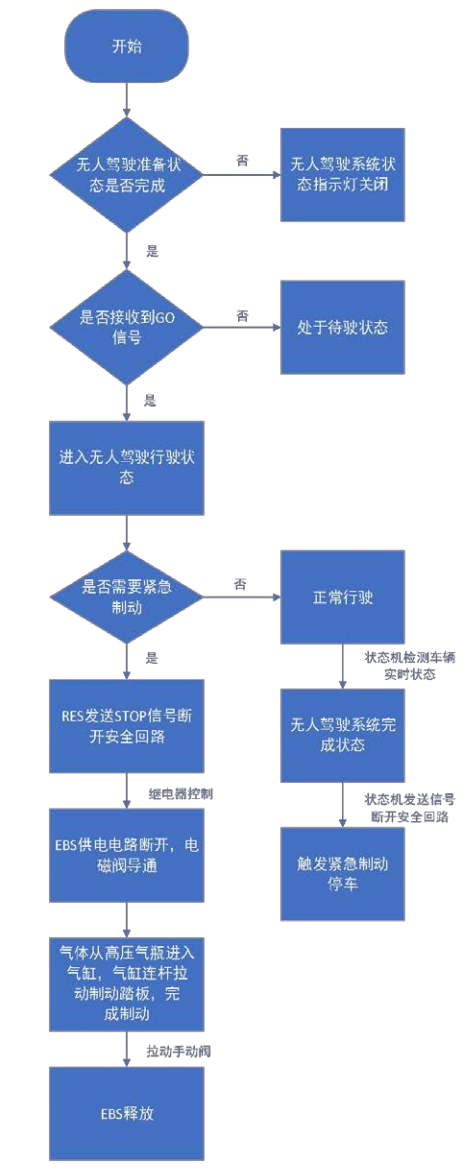 开始
无人驾驶准备状
态是否完成
否
无人驾驶系统状
态指示灯关闭
是
是否接收到GO
信号
否
处于待驶状态
是
进入无人驾驶行驶状
态
是否需要紧急
制动
否
正常行驶
是
状态机检测车辆
实时状态
RES发送STOP信号断
开安全回路
无人驾驶系统完
成状态
继电器控制
状态机发送信号
断开安全回路
EBS供电电路断开，电
磁阀导通
触发紧急制动
停车
气体从高压气瓶进入
气缸，气缸连杆拉
动制动踏板，完
成制动
拉动手动阀
EBS释放